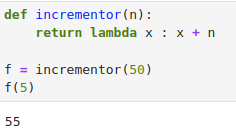 def incrementor(n):
    return lambda x : x + n
f = incrementor(50)
f(5)
55